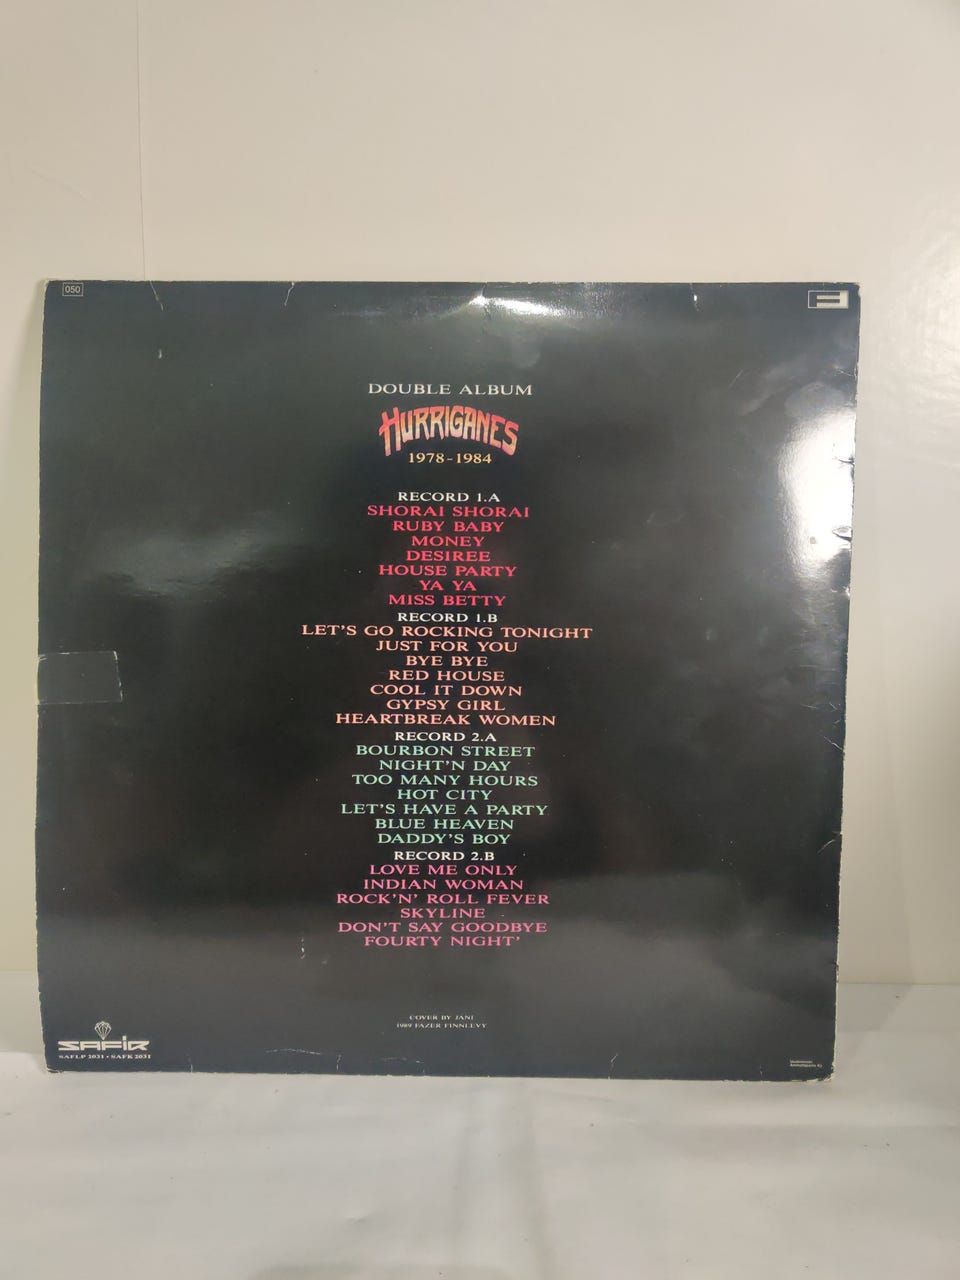 050
DOUBLE ALBUM
HURRIGANES
1978-1984
RECORD 1.A
SHORAI SHORAI
RUBY BABY
MONEY
DESIREE
HOUSE PARTY
YA YA
MISS BETTY
RECORD 1.B
LET'S GO ROCKING TONIGHT
JUST FOR YOU
BYE BYE
RED HOUSE
COOL IT DOWN
GYPSY GIRL
HEARTBREAK WOMEN
RECORD 2.A
BOURBON STREET
NIGHT'N DAY
TOO MANY HOURS
HOT CITY
LET'S HAVE A PARTY
BLUE HEAVEN
DADDY'S BOY
RECORD 2.B
LOVE ME ONLY
INDIAN WOMAN
ROCK'N' ROLL FEVER
SKYLINE
DON'T SAY GOODBYE
FOURTY NIGHT'
COVER BY JANI
1989 FAZER FINNLEVY
SAFIR
SAFLP 2031 • SAFK 2031